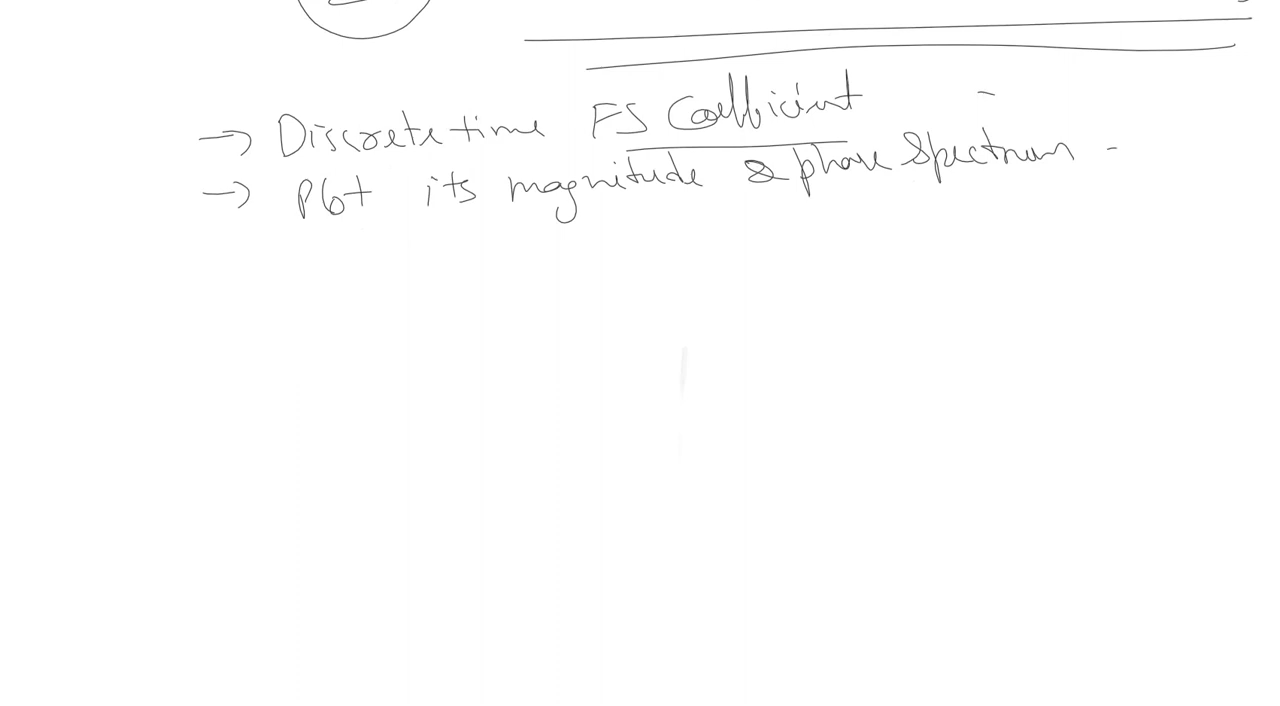 → Discrete time FS Coefficient
→ Plot its magnitude & phase Spectrum